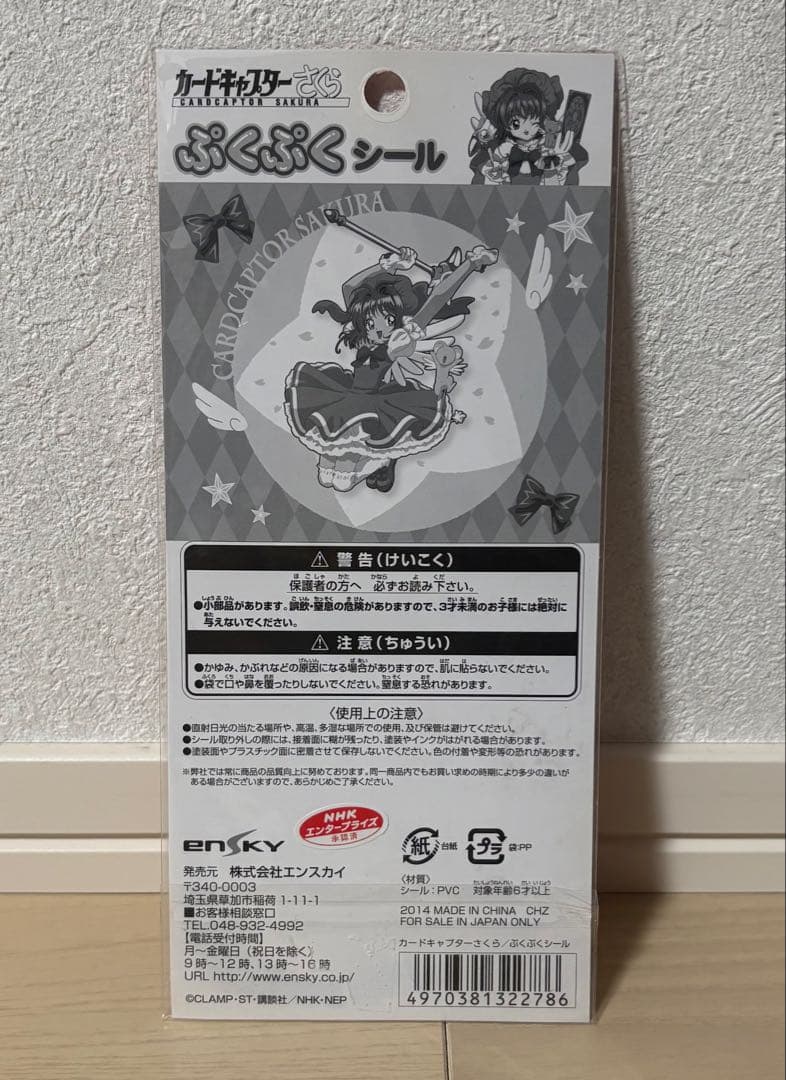 カードキャプターさくら
CARDCAPTOR SAKURA
ぷくぷくシール
CARDCAPTOR SAKURA
⚠ 警告(けいこく)
保護者の方へ 必ずお読み下さい。
●小部品があります。誤飲・窒息の危険がありますので、3才未満のお子様には絶対に
与えないでください。
⚠ 注意(ちゅうい)
●かゆみ、かぶれなどの原因になる場合がありますので、肌に貼らないでください。
●袋で口や鼻を覆ったりしないでください。窒息する恐れがあります。
〈使用上の注意〉
●直射日光の当たる場所や、高温、多湿な場所での使用、及び保管は避けてください。
●シール取り外しの際には、接着面に糊が残ったり、塗装やインクがはがれる場合があります。
●塗装面やプラスチック面に密着させて保存しないでください。色の付着や変形等の恐れがあります。
※弊社では常に商品の品質向上に努めております。同一商品内でもお買い求めの時期により多少の違いが
ある場合がございますので、あらかじめご了承ください。
ensky
NHK
エンタープライズ
承認済
紙 台紙
プラ 袋:PP
発売元 株式会社エンスカイ
〒340-0003
埼玉県草加市稲荷 1-11-1
■お客様相談窓口
TEL.048-932-4992
【電話受付時間】
月〜金曜日(祝日を除く)
9時〜12時、13時〜16時
URL http://www.ensky.co.jp/
©CLAMP・ST・講談社/NHK・NEP
〈材質〉
シール:PVC 対象年齢6才以上
2014 MADE IN CHINA CHZ
FOR SALE IN JAPAN ONLY
カードキャプターさくら/ぷくぷくシール
4970381322786